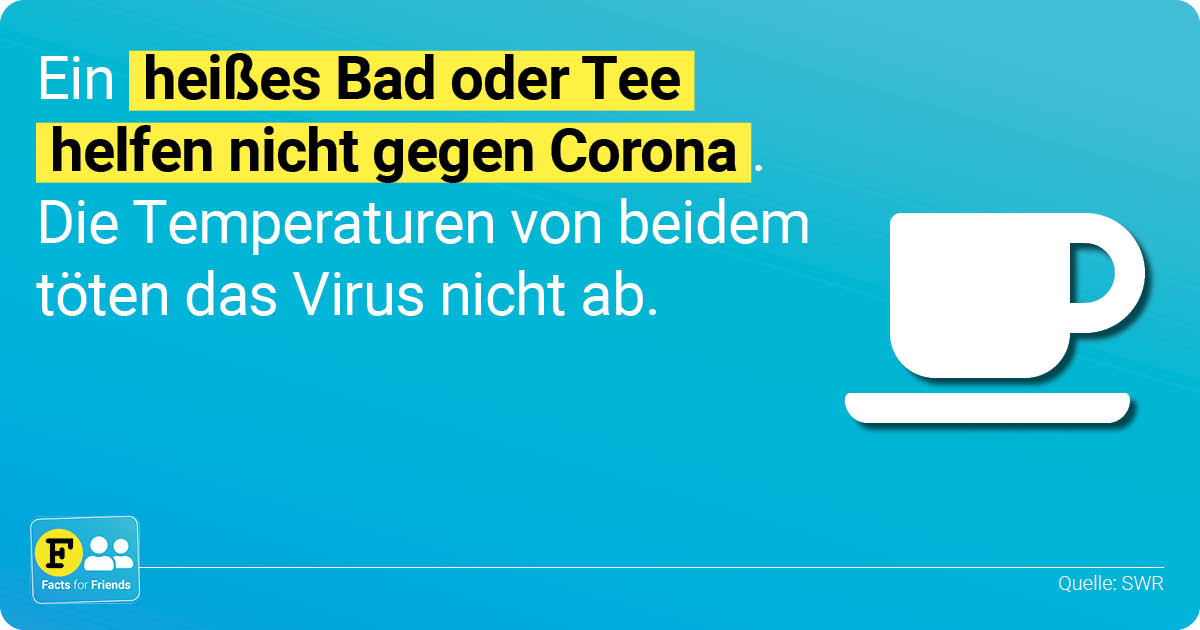 Ein heißes Bad oder Tee
helfen nicht gegen Corona.
Die Temperaturen von beidem
töten das Virus nicht ab.
F
Facts for Friends
Quelle: SWR